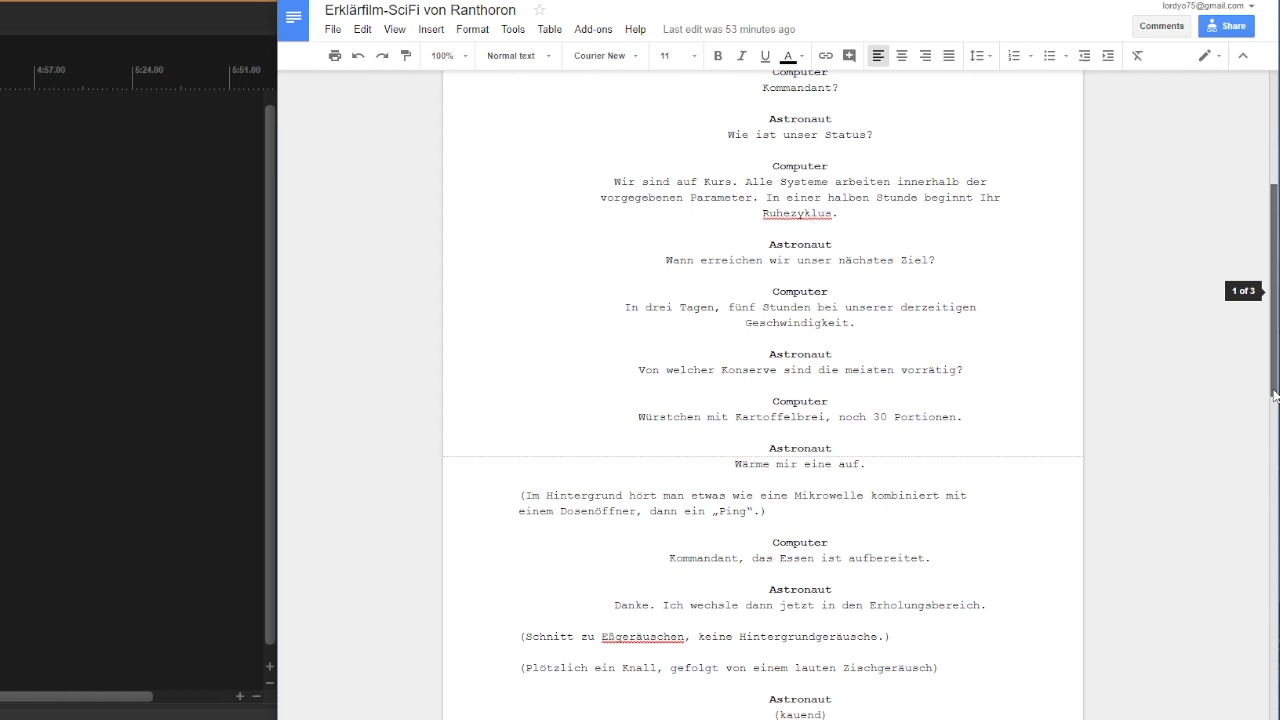 Erklärfilm-SciFi von Ranthoron
lordyo75@gmail.com
File Edit View Insert Format Tools Table Add-ons Help Last edit was 53 minutes ago
Comments Share
100% Normal text Courier New 11 B I U A
4:57.00 5:24.00 5:51.00
Computer
Kommandant?
Astronaut
Wie ist unser Status?
Computer
Wir sind auf Kurs. Alle Systeme arbeiten innerhalb der
vorgegebenen Parameter. In einer halben Stunde beginnt Ihr
Ruhezyklus.
Astronaut
Wann erreichen wir unser nächstes Ziel?
Computer
In drei Tagen, fünf Stunden bei unserer derzeitigen
Geschwindigkeit.
1 of 3
Astronaut
Von welcher Konserve sind die meisten vorrätig?
Computer
Würstchen mit Kartoffelbrei, noch 30 Portionen.
Astronaut
Wärme mir eine auf.
(Im Hintergrund hört man etwas wie eine Mikrowelle kombiniert mit
einem Dosenöffner, dann ein „Ping“.)
Computer
Kommandant, das Essen ist aufbereitet.
Astronaut
Danke. Ich wechsle dann jetzt in den Erholungsbereich.
(Schnitt zu Eßgeräuschen, keine Hintergrundgeräusche.)
(Plötzlich ein Knall, gefolgt von einem lauten Zischgeräusch)
Astronaut
(kauend)